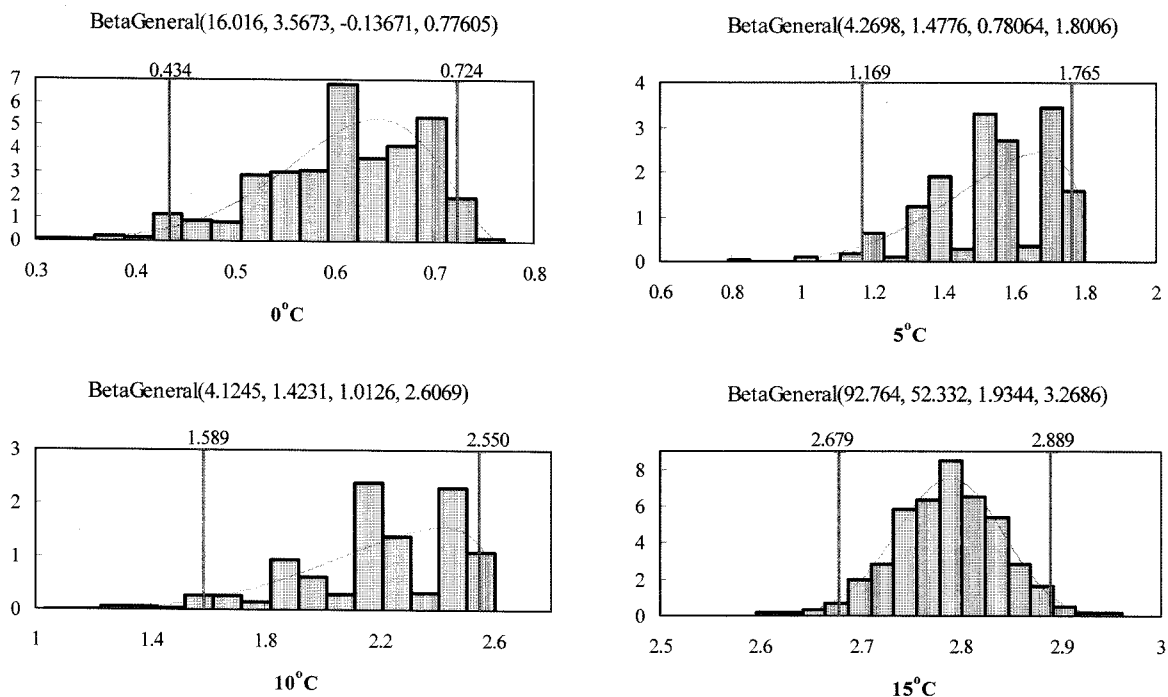 BetaGeneral(16.016, 3.5673, -0.13671, 0.77605)
0.434 0.724
7
6
5
4
3
2
1
0
0.3 0.4 0.5 0.6 0.7 0.8
0°C
BetaGeneral(4.2698, 1.4776, 0.78064, 1.8006)
1.169 1.765
4
3
2
1
0
0.6 0.8 1 1.2 1.4 1.6 1.8 2
5°C
BetaGeneral(4.1245, 1.4231, 1.0126, 2.6069)
1.589 2.550
3
2
1
0
1 1.4 1.8 2.2 2.6
10°C
BetaGeneral(92.764, 52.332, 1.9344, 3.2686)
2.679 2.889
8
6
4
2
0
2.5 2.6 2.7 2.8 2.9 3
15°C